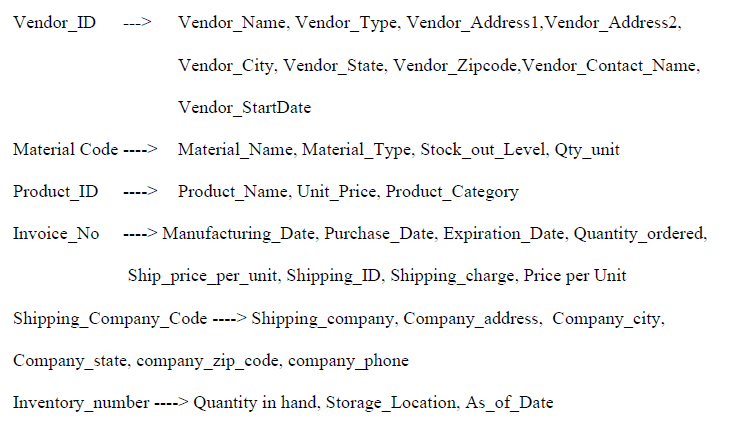 Vendor_ID ---> Vendor_Name, Vendor_Type, Vendor_Address1,Vendor_Address2,
Vendor_City, Vendor_State, Vendor_Zipcode,Vendor_Contact_Name,
Vendor_StartDate
Material Code ----> Material_Name, Material_Type, Stock_out_Level, Qty_unit
Product_ID ----> Product_Name, Unit_Price, Product_Category
Invoice_No ----> Manufacturing_Date, Purchase_Date, Expiration_Date, Quantity_ordered,
Ship_price_per_unit, Shipping_ID, Shipping_charge, Price per Unit
Shipping_Company_Code ----> Shipping_company, Company_address, Company_city,
Company_state, company_zip_code, company_phone
Inventory_number ----> Quantity in hand, Storage_Location, As_of_Date